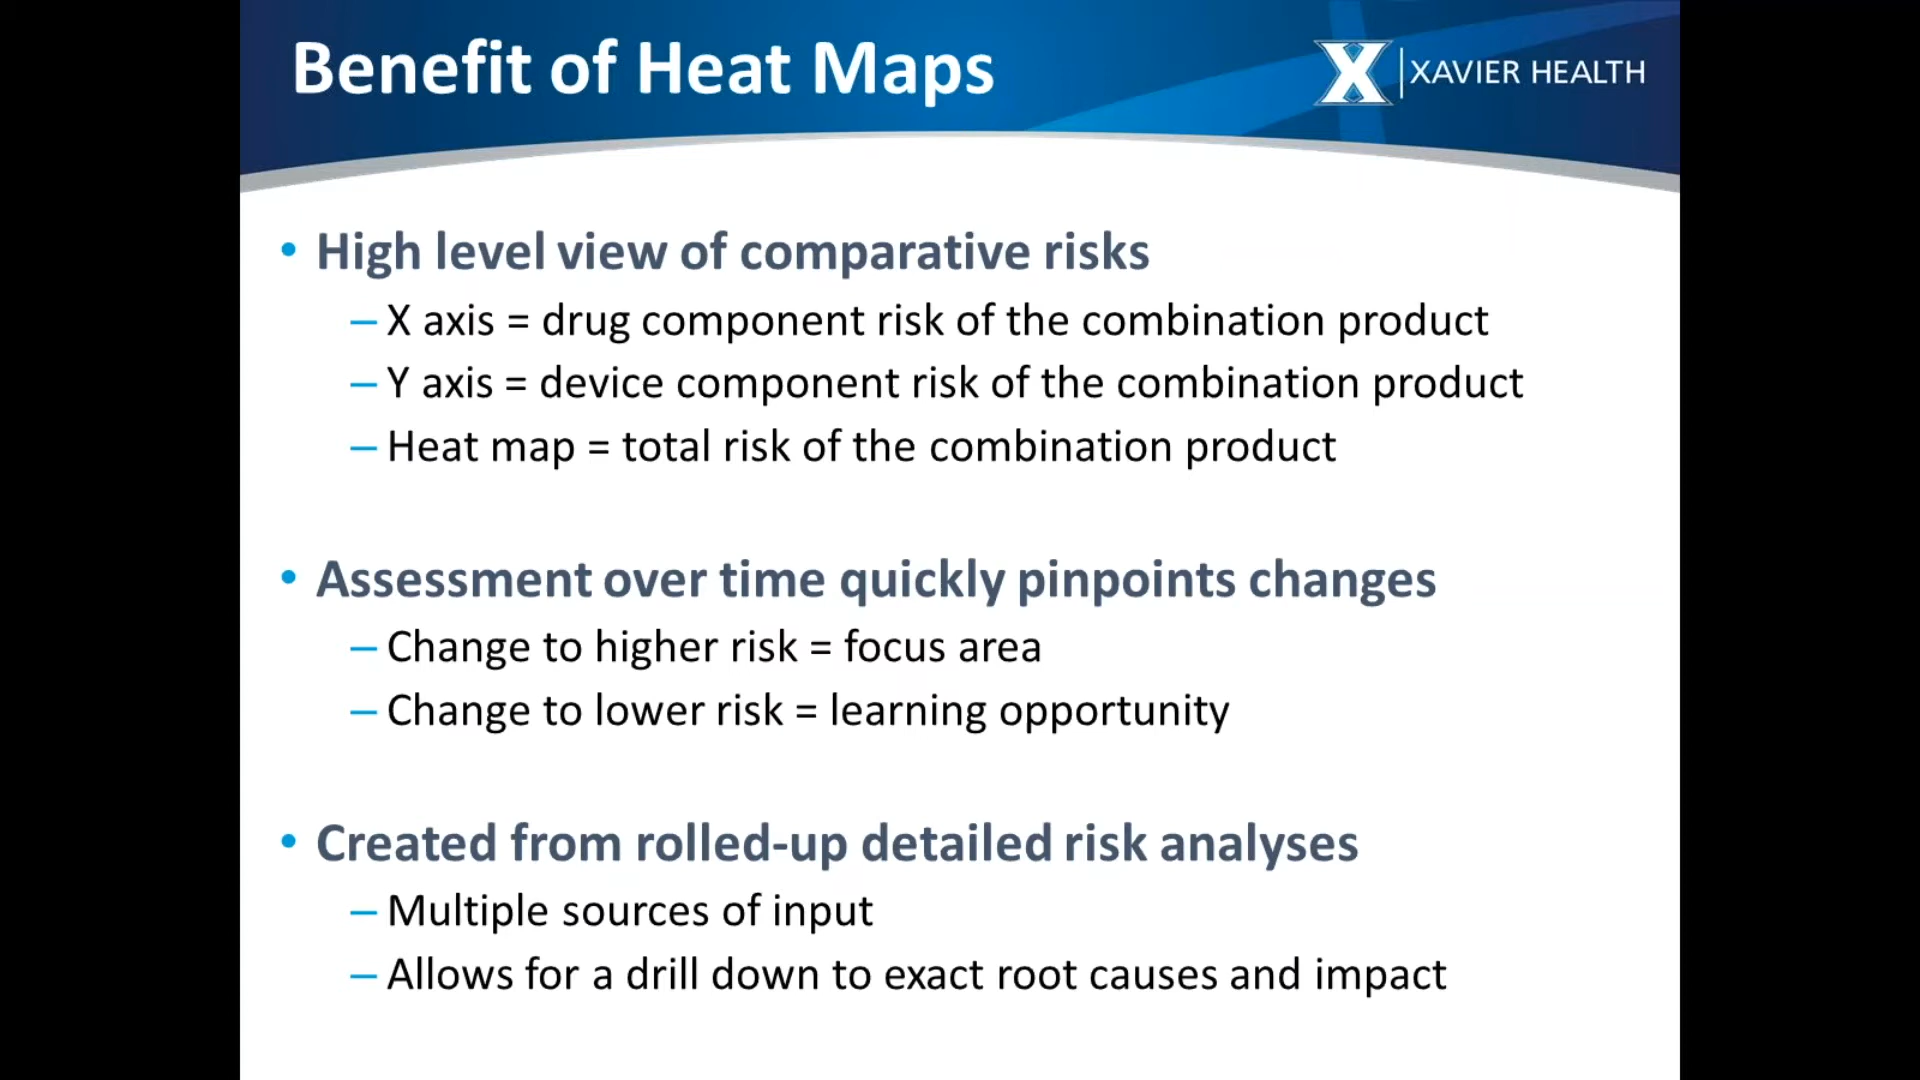 Benefit of Heat Maps
X | XAVIER HEALTH
• High level view of comparative risks
– X axis = drug component risk of the combination product
– Y axis = device component risk of the combination product
– Heat map = total risk of the combination product
• Assessment over time quickly pinpoints changes
– Change to higher risk = focus area
– Change to lower risk = learning opportunity
• Created from rolled-up detailed risk analyses
– Multiple sources of input
– Allows for a drill down to exact root causes and impact